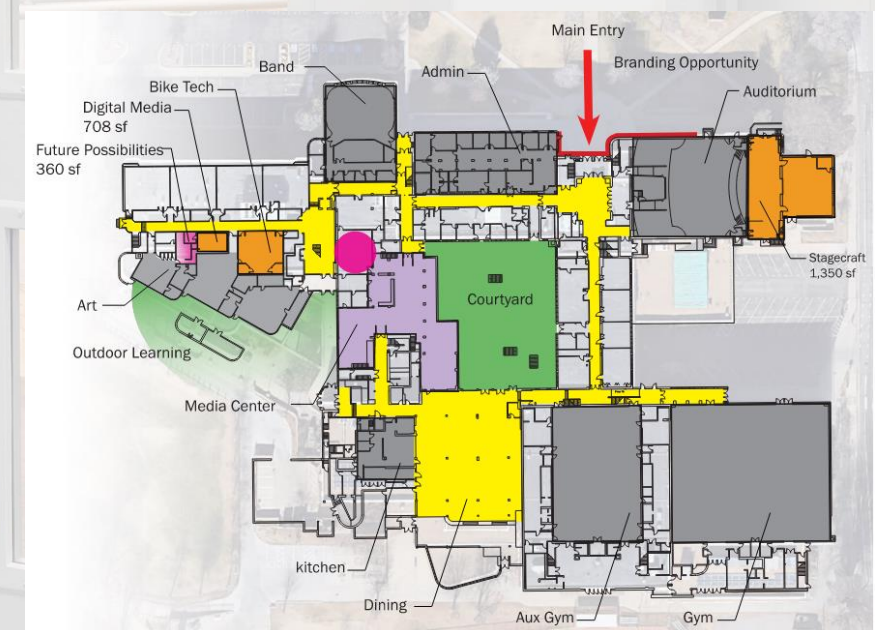 Main Entry
Branding Opportunity
Band
Admin
Auditorium
Bike Tech
Digital Media
708 sf
Future Possibilities
360 sf
Stagecraft
1,350 sf
Courtyard
Art
Outdoor Learning
Media Center
kitchen
Dining
Aux Gym
Gym